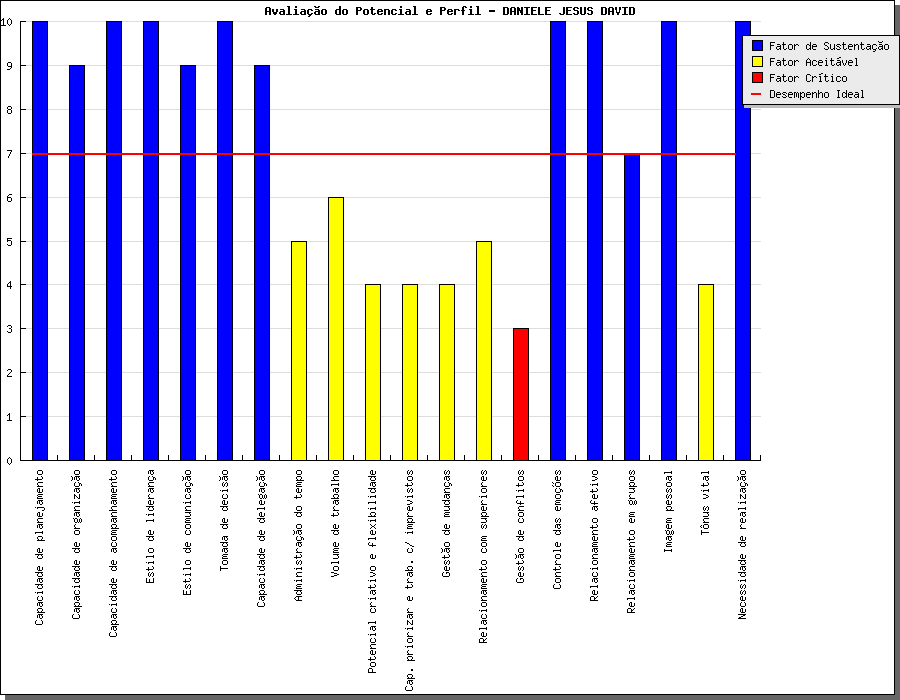 Avaliação do Potencial e Perfil - DANIELE JESUS DAVID
10
9
8
7
6
5
4
3
2
1
0
Fator de Sustentação
Fator Aceitável
Fator Crítico
Desempenho Ideal
Capacidade de planejamento
Capacidade de organização
Capacidade de acompanhamento
Estilo de liderança
Estilo de comunicação
Tomada de decisão
Capacidade de delegação
Administração do tempo
Volume de trabalho
Potencial criativo e flexibilidade
Cap. priorizar e trab. c/ imprevistos
Gestão de mudanças
Relacionamento com superiores
Gestão de conflitos
Controle das emoções
Relacionamento afetivo
Relacionamento em grupos
Imagem pessoal
Tônus vital
Necessidade de realização